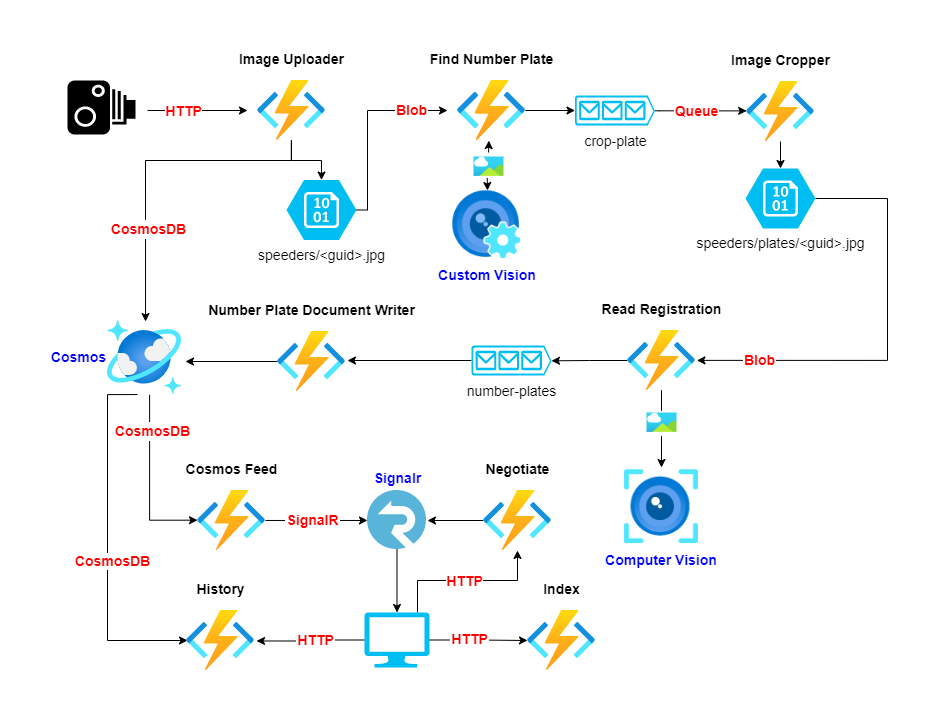 Image Uploader
Find Number Plate
Image Cropper
HTTP
Blob
Queue
crop-plate
10
01
10
01
CosmosDB
speeders/<guid>.jpg
speeders/plates/<guid>.jpg
Custom Vision
Number Plate Document Writer
Read Registration
Cosmos
Blob
number-plates
CosmosDB
Cosmos Feed
Signalr
Negotiate
SignalR
Computer Vision
CosmosDB
HTTP
History
Index
HTTP
HTTP